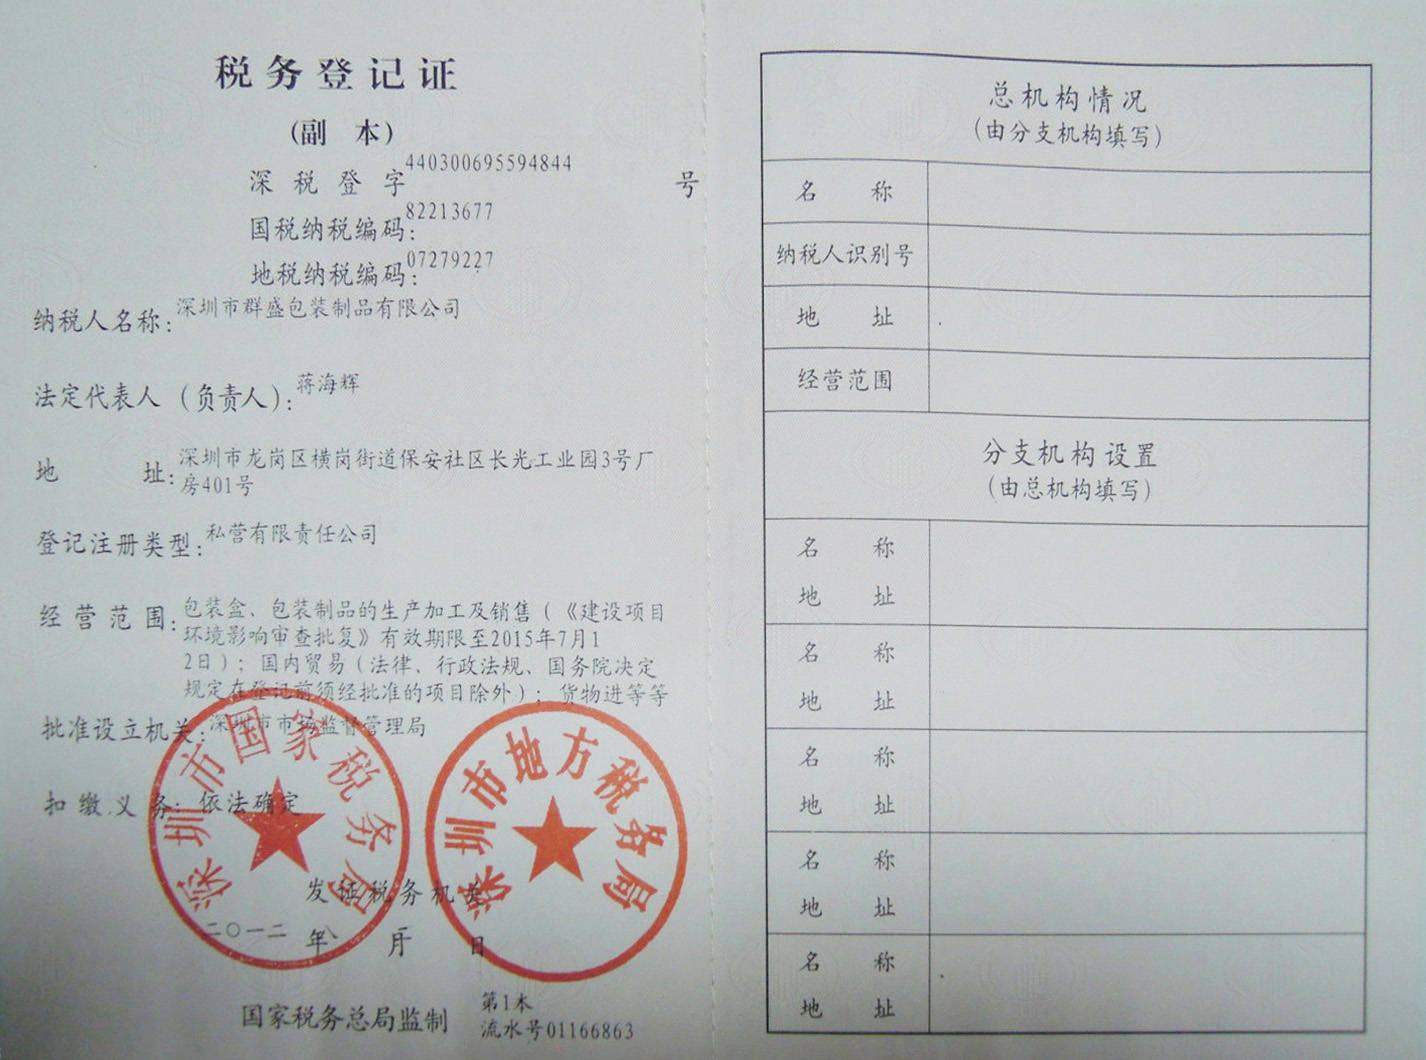 税务登记证
(副 本)
深税登字440300695594844号
国税纳税编码:82213677
地税纳税编码:07279227
纳税人名称:深圳市群盛包装制品有限公司
法定代表人(负责人):蒋海辉
地 址:深圳市龙岗区横岗街道保安社区长光工业园3号厂
房401号
登记注册类型:私营有限责任公司
经营范围:包装盒、包装制品的生产加工及销售(《建设项目
环境影响审查批复》有效期限至2015年7月1
2日);国内贸易(法律、行政法规、国务院决定
规定在登记前须经批准的项目除外);货物进等等
批准设立机关:深圳市市场监督管理局
扣缴义务:依法确定
深圳市国家税务局
深圳市地方税务局
发证税务机关
二〇一二 年 八 月 日
国家税务总局监制
第1本
流水号01166863
总机构情况
(由分支机构填写)
名 称
纳税人识别号
地 址
经营范围
分支机构设置
(由总机构填写)
名 称
地 址
名 称
地 址
名 称
地 址
名 称
地 址
名 称
地 址